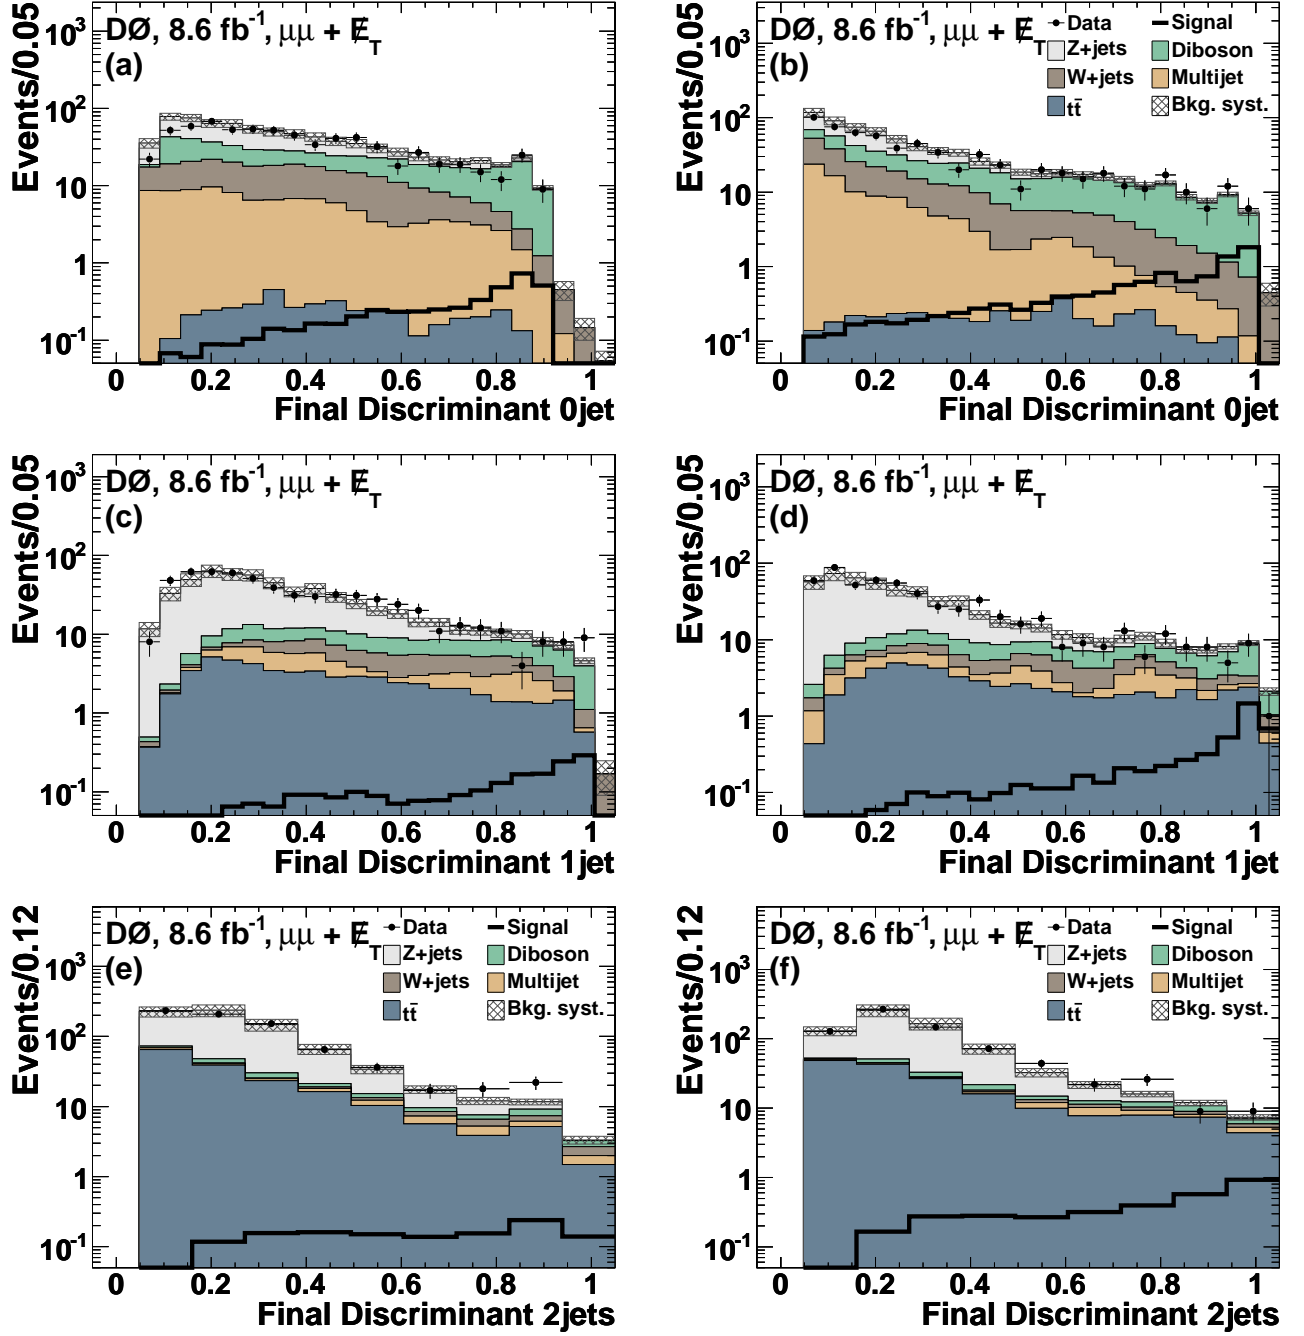 DØ, 8.6 fb⁻¹, μμ + E̸_T
(a)
Events/0.05
10³
10²
10
1
10⁻¹
0 0.2 0.4 0.6 0.8 1
Final Discriminant 0jet
DØ, 8.6 fb⁻¹, μμ + E̸_T
(b)
Data Signal
Z+jets Diboson
W+jets Multijet
tt̄ Bkg. syst.
Events/0.05
10³
10²
10
1
10⁻¹
0 0.2 0.4 0.6 0.8 1
Final Discriminant 0jet
DØ, 8.6 fb⁻¹, μμ + E̸_T
(c)
Events/0.05
10³
10²
10
1
10⁻¹
0 0.2 0.4 0.6 0.8 1
Final Discriminant 1jet
DØ, 8.6 fb⁻¹, μμ + E̸_T
(d)
Events/0.05
10³
10²
10
1
10⁻¹
0 0.2 0.4 0.6 0.8 1
Final Discriminant 1jet
DØ, 8.6 fb⁻¹, μμ + E̸_T
(e)
Data Signal
Z+jets Diboson
W+jets Multijet
tt̄ Bkg. syst.
Events/0.12
10³
10²
10
1
10⁻¹
0 0.2 0.4 0.6 0.8 1
Final Discriminant 2jets
DØ, 8.6 fb⁻¹, μμ + E̸_T
(f)
Data Signal
Z+jets Diboson
W+jets Multijet
tt̄ Bkg. syst.
Events/0.12
10³
10²
10
1
10⁻¹
0 0.2 0.4 0.6 0.8 1
Final Discriminant 2jets